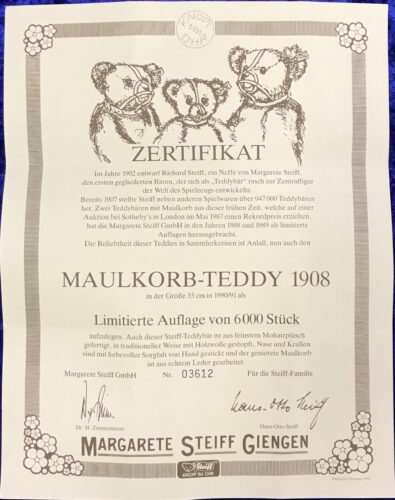 KNOPF
IM
OHR
ZERTIFIKAT
Im Jahre 1902 entwarf Richard Steiff, ein Neffe von Margarete Steiff,
den ersten gegliederten Bären, der sich als „Teddybär" rasch zur Zentralfigur
der Welt des Spielzeugs entwickelte.
Bereits 1907 stellte Steiff neben anderen Spielwaren über 947 000 Teddybären
her. Zwei Teddybären mit Maulkorb aus dieser frühen Zeit, welche auf einer
Auktion bei Sotheby's in London im Mai 1987 einen Rekordpreis erzielten,
hat die Margarete Steiff GmbH in den Jahren 1988 und 1989 als limitierte
Auflagen herausgebracht.
Die Beliebtheit dieser Teddies in Sammlerkreisen ist Anlaß, nun auch den
MAULKORB-TEDDY 1908
in der Größe 35 cm in 1990/91 als
Limitierte Auflage von 6000 Stück
aufzulegen. Auch dieser Steiff-Teddybär ist aus feinstem Mohairplüsch
gefertigt, in traditioneller Weise mit Holzwolle gestopft, Nase und Krallen
sind mit liebevoller Sorgfalt von Hand gestickt und der genietete Maulkorb
ist aus echtem Leder gearbeitet.
Margarete Steiff GmbH Nr. 03612 Für die Steiff-Familie
Dr. H. Zimmermann Hans-Otto Steiff
MARGARETE STEIFF GIENGEN
Steiff
KNOPF IM OHR